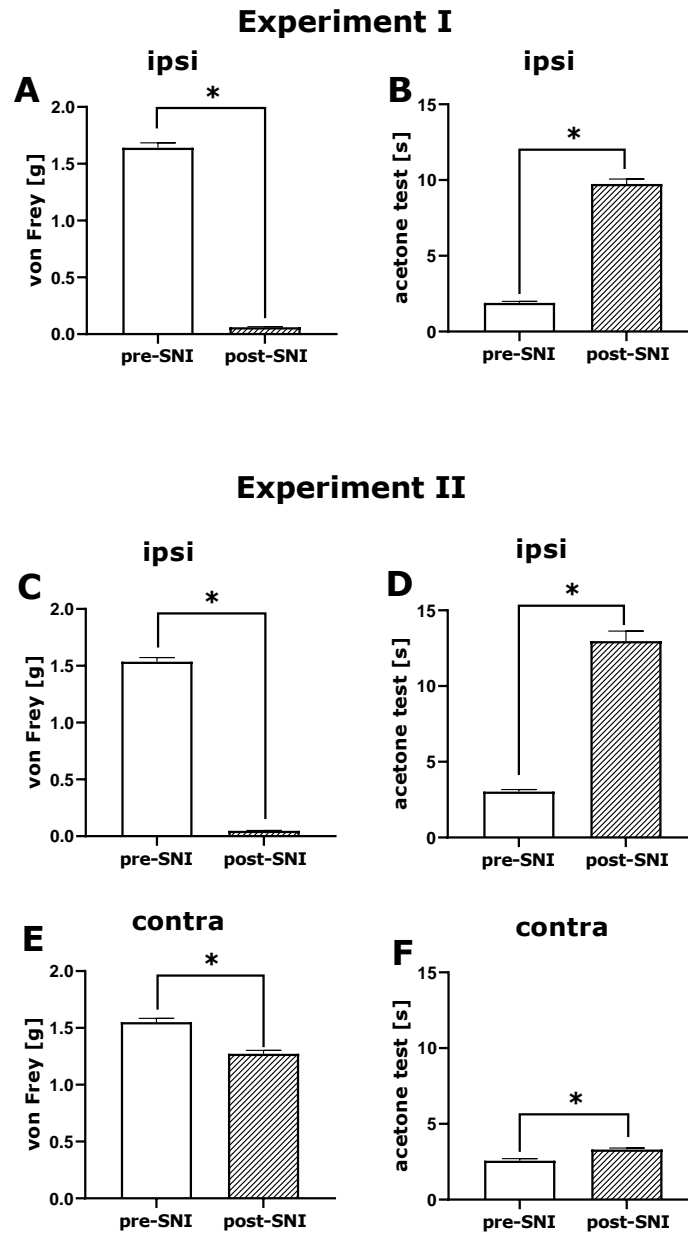 Experiment I
ipsi
A
von Frey [g]
2.0
1.5
1.0
0.5
0.0
*
pre-SNI
post-SNI
ipsi
B
acetone test [s]
15
10
5
0
*
pre-SNI
post-SNI
Experiment II
ipsi
C
von Frey [g]
2.0
1.5
1.0
0.5
0.0
*
pre-SNI
post-SNI
ipsi
D
acetone test [s]
15
10
5
0
*
pre-SNI
post-SNI
contra
E
von Frey [g]
2.0
1.5
1.0
0.5
0.0
*
pre-SNI
post-SNI
contra
F
acetone test [s]
15
10
5
0
*
pre-SNI
post-SNI